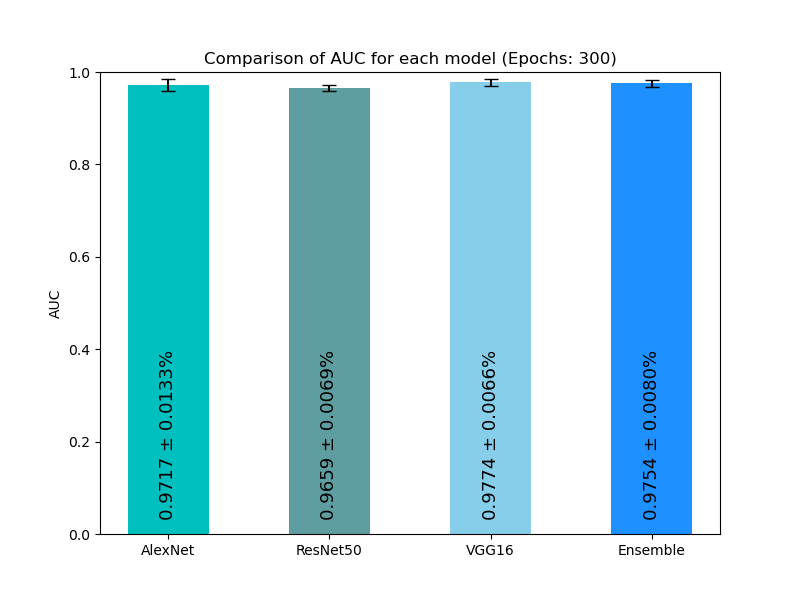 Comparison of AUC for each model (Epochs: 300)
AUC
1.0
0.8
0.6
0.4
0.2
0.0
0.9717 ± 0.0133%
0.9659 ± 0.0069%
0.9774 ± 0.0066%
0.9754 ± 0.0080%
AlexNet
ResNet50
VGG16
Ensemble